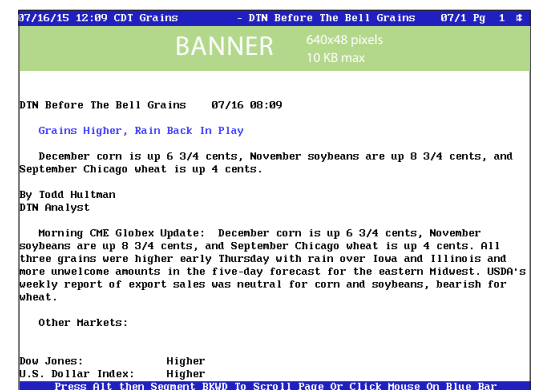 07/16/15 12:09 CDT Grains - DTN Before The Bell Grains 07/1 Pg 1
BANNER 640x48 pixels
10 KB max
DTN Before The Bell Grains 07/16 08:09
Grains Higher, Rain Back In Play
December corn is up 6 3/4 cents, November soybeans are up 8 3/4 cents, and
September Chicago wheat is up 4 cents.
By Todd Hultman
DTN Analyst
Morning CME Globex Update: December corn is up 6 3/4 cents, November
soybeans are up 8 3/4 cents, and September Chicago wheat is up 4 cents. All
three grains were higher early Thursday with rain over Iowa and Illinois and
more unwelcome amounts in the five-day forecast for the eastern Midwest. USDA's
weekly report of export sales was neutral for corn and soybeans, bearish for
wheat.
Other Markets:
Dow Jones: Higher
U.S. Dollar Index: Higher
Press Alt then Segment BKWD To Scroll Page Or Click Mouse On Blue Bar